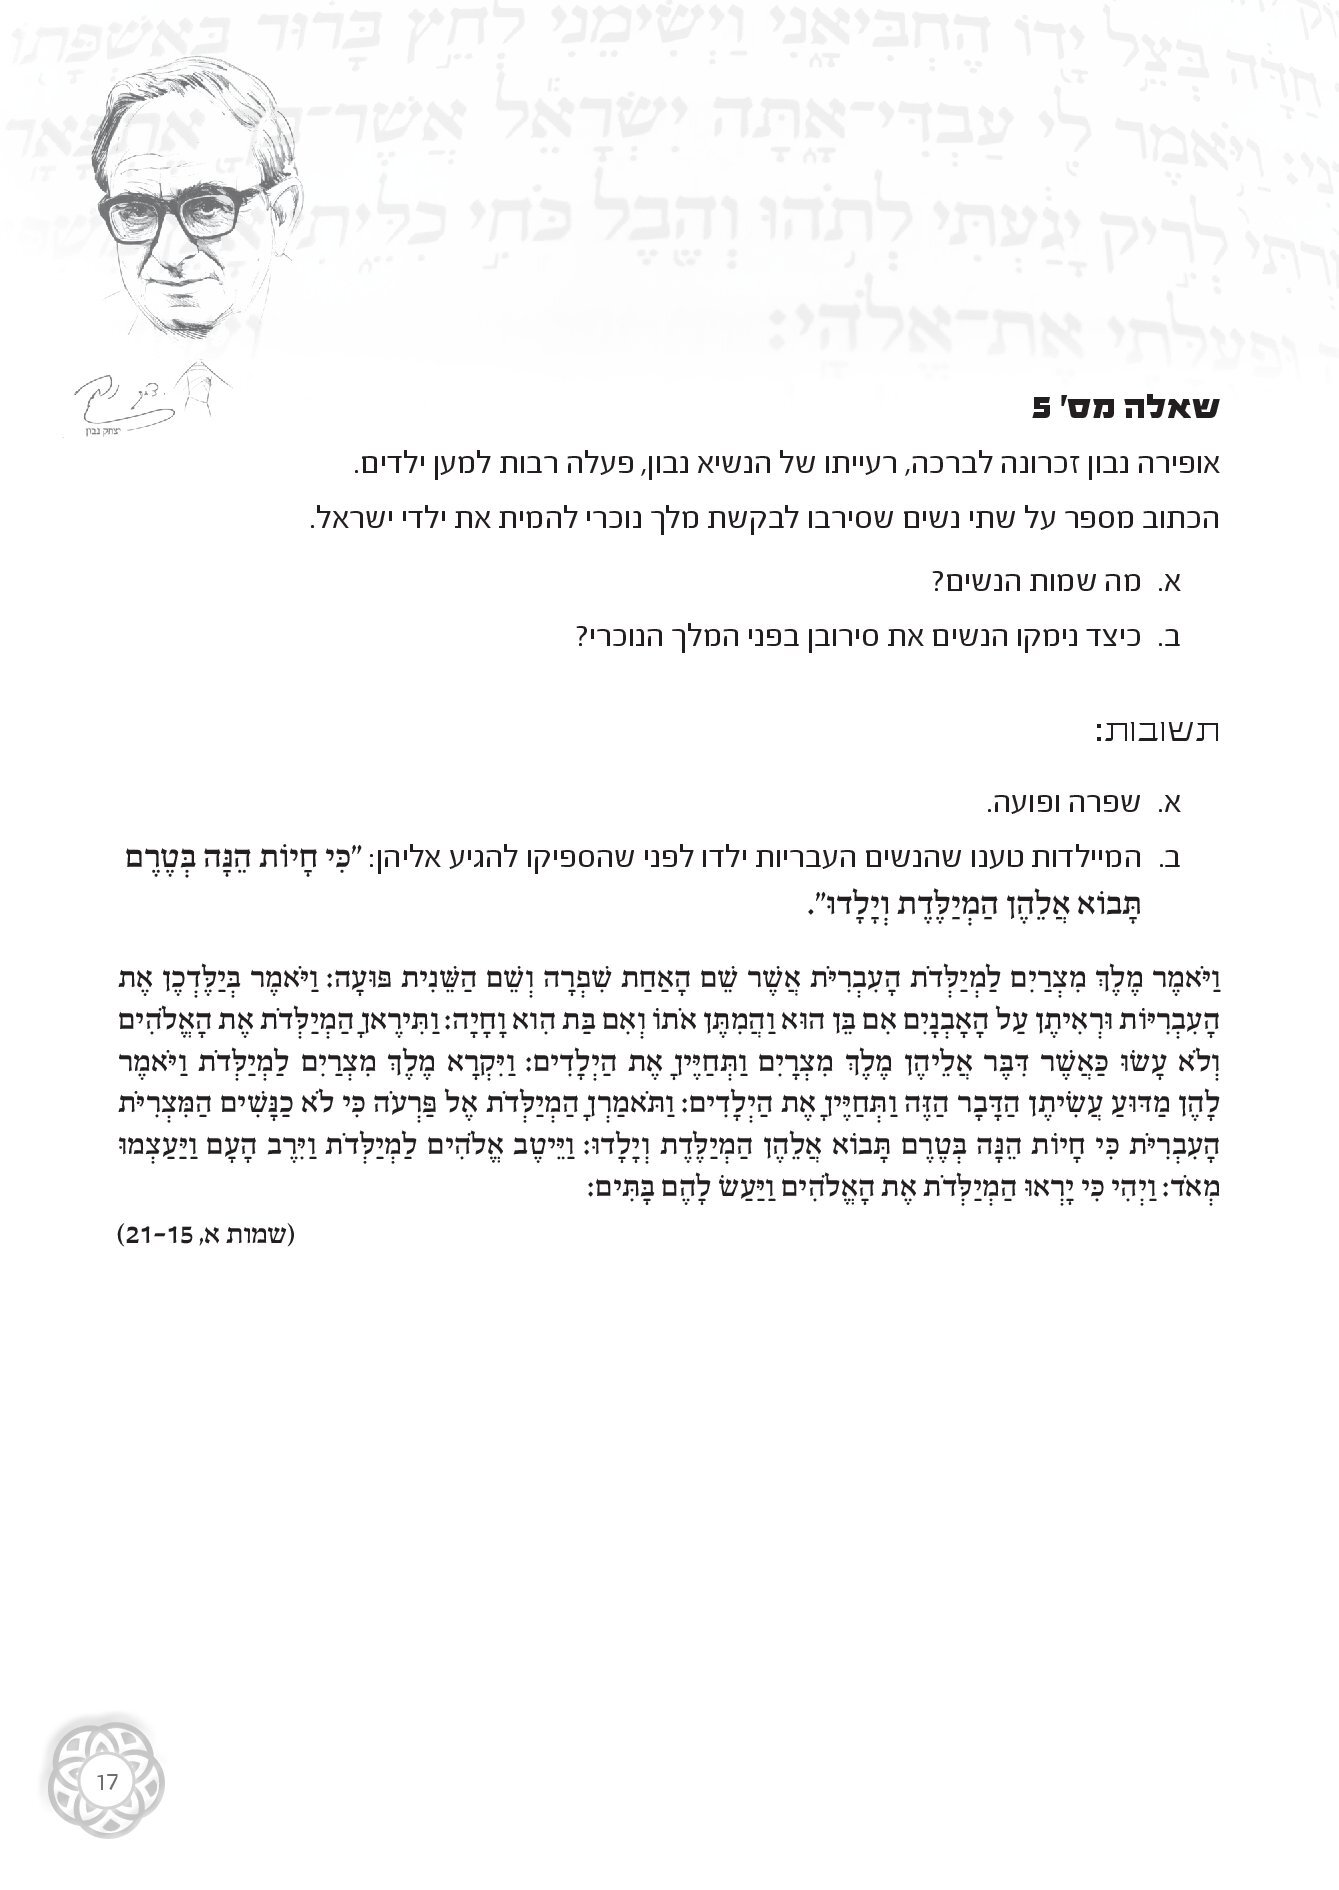 חַדָּה בְּצֵל יָדוֹ הֶחְבִּיאָנִי וַיְשִׂימֵנִי לְחֵץ בָּרוּר בְּאַשְׁפָּתוֹ
וַיֹּאמֶר לִי עַבְדִּי־אָתָּה יִשְׂרָאֵל אֲשֶׁר־
לְרִיק יָגַעְתִּי לְתֹהוּ וְהֶבֶל כֹּחִי כִלֵּיתִי
וּפְעֻלָּתִי אֶת־אֱלֹהָי:
יצחק נבון
שאלה מס' 5
אופירה נבון זכרונה לברכה, רעייתו של הנשיא נבון, פעלה רבות למען ילדים.
הכתוב מספר על שתי נשים שסירבו לבקשת מלך נוכרי להמית את ילדי ישראל.
א. מה שמות הנשים?
ב. כיצד נימקו הנשים את סירובן בפני המלך הנוכרי?
תשובות:
א. שפרה ופועה.
ב. המיילדות טענו שהנשים העבריות ילדו לפני שהספיקו להגיע אליהן: "כִּי חָיוֹת הֵנָּה בְּטֶרֶם
תָּבוֹא אֲלֵהֶן הַמְיַלֶּדֶת וְיָלָדוּ".
וַיֹּאמֶר מֶלֶךְ מִצְרַיִם לַמְיַלְּדֹת הָעִבְרִיֹּת אֲשֶׁר שֵׁם הָאַחַת שִׁפְרָה וְשֵׁם הַשֵּׁנִית פּוּעָה: וַיֹּאמֶר בְּיַלֶּדְכֶן אֶת
הָעִבְרִיּוֹת וּרְאִיתֶן עַל הָאָבְנָיִם אִם בֵּן הוּא וַהֲמִתֶּן אֹתוֹ וְאִם בַּת הִוא וָחָיָה: וַתִּירֶאןָ הַמְיַלְּדֹת אֶת הָאֱלֹהִים
וְלֹא עָשׂוּ כַּאֲשֶׁר דִּבֶּר אֲלֵיהֶן מֶלֶךְ מִצְרָיִם וַתְּחַיֶּיןָ אֶת הַיְלָדִים: וַיִּקְרָא מֶלֶךְ מִצְרַיִם לַמְיַלְּדֹת וַיֹּאמֶר
לָהֶן מַדּוּעַ עֲשִׂיתֶן הַדָּבָר הַזֶּה וַתְּחַיֶּיןָ אֶת הַיְלָדִים: וַתֹּאמַרְןָ הַמְיַלְּדֹת אֶל פַּרְעֹה כִּי לֹא כַנָּשִׁים הַמִּצְרִיֹּת
הָעִבְרִיֹּת כִּי חָיוֹת הֵנָּה בְּטֶרֶם תָּבוֹא אֲלֵהֶן הַמְיַלֶּדֶת וְיָלָדוּ: וַיֵּיטֶב אֱלֹהִים לַמְיַלְּדֹת וַיִּרֶב הָעָם וַיַּעַצְמוּ
מְאֹד: וַיְהִי כִּי יָרְאוּ הַמְיַלְּדֹת אֶת הָאֱלֹהִים וַיַּעַשׂ לָהֶם בָּתִּים:
(שמות א, 15–21)
17